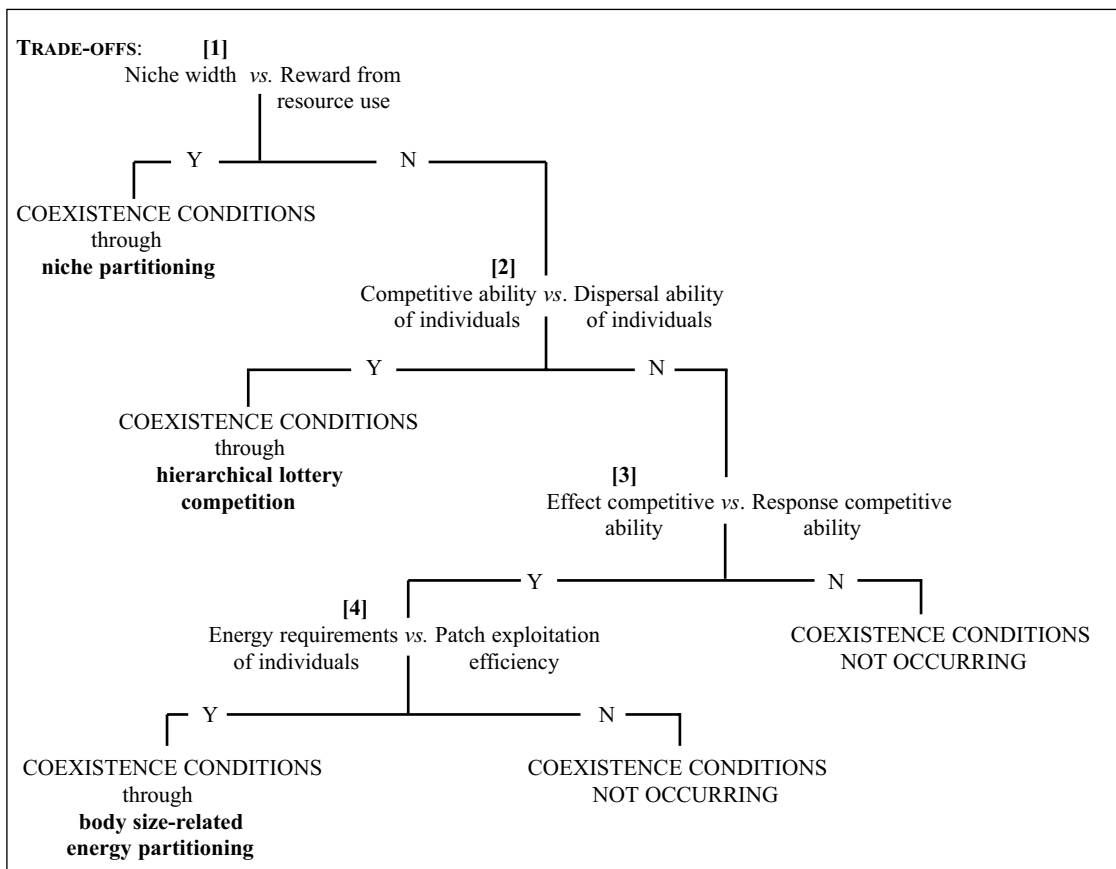 TRADE-OFFS: [1]
Niche width vs. Reward from
resource use
Y N
COEXISTENCE CONDITIONS
through
niche partitioning
[2]
Competitive ability vs. Dispersal ability
of individuals of individuals
Y N
COEXISTENCE CONDITIONS
through
hierarchical lottery
competition
[3]
Effect competitive vs. Response competitive
ability ability
Y N
COEXISTENCE CONDITIONS
NOT OCCURRING
[4]
Energy requirements vs. Patch exploitation
of individuals efficiency
Y N
COEXISTENCE CONDITIONS
through
body size-related
energy partitioning
COEXISTENCE CONDITIONS
NOT OCCURRING